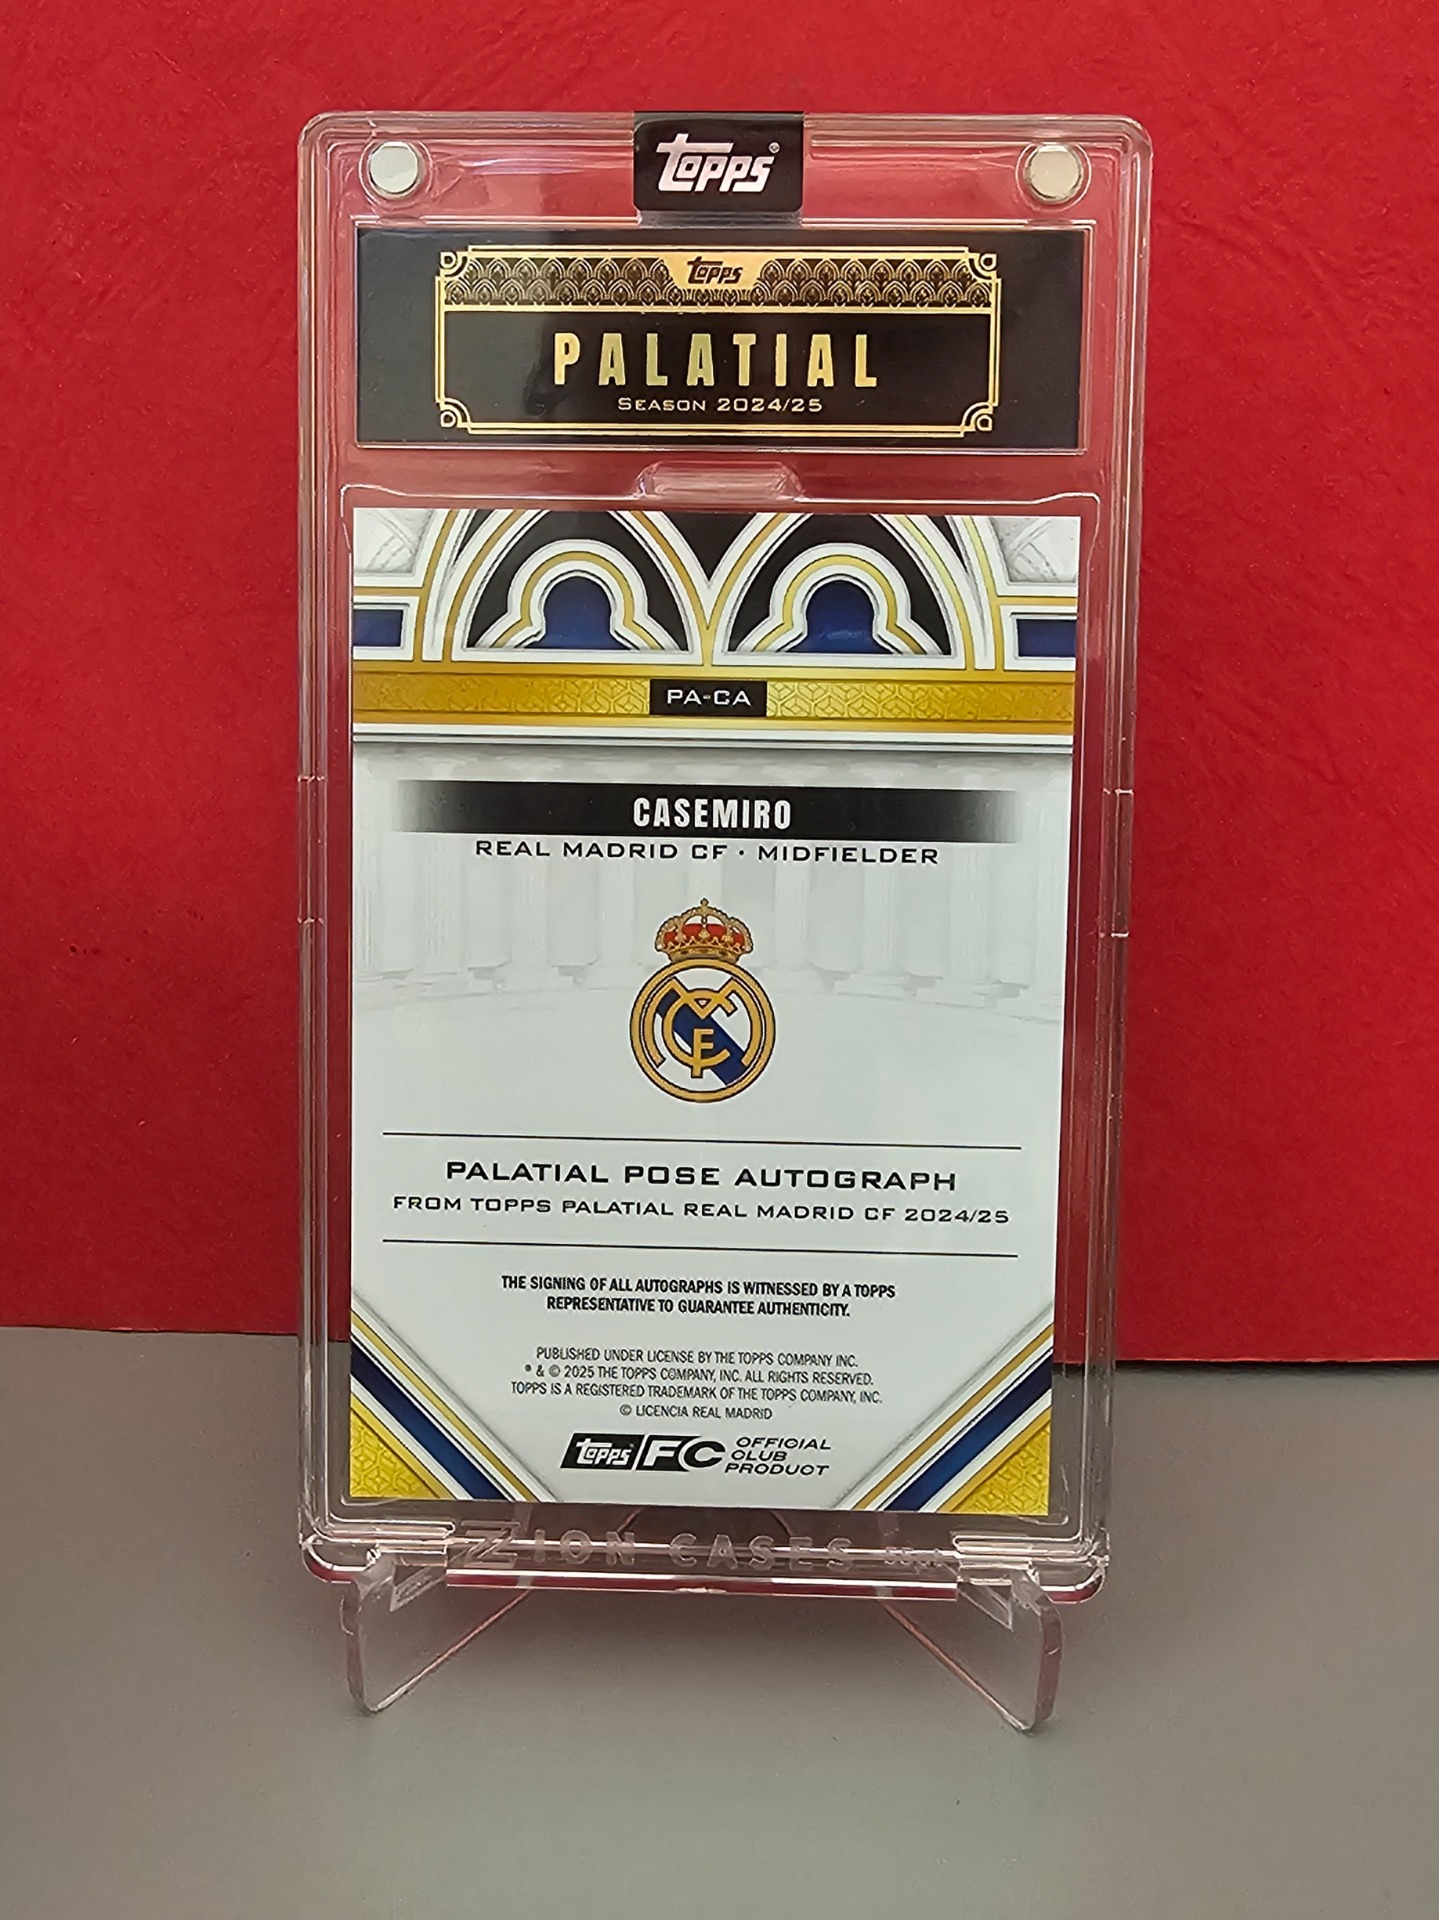 Topps®
Topps
PALATIAL
SEASON 2024/25
PA-CA
CASEMIRO
REAL MADRID CF · MIDFIELDER
PALATIAL POSE AUTOGRAPH
FROM TOPPS PALATIAL REAL MADRID CF 2024/25
THE SIGNING OF ALL AUTOGRAPHS IS WITNESSED BY A TOPPS
REPRESENTATIVE TO GUARANTEE AUTHENTICITY.
PUBLISHED UNDER LICENSE BY THE TOPPS COMPANY INC.
® & © 2025 THE TOPPS COMPANY, INC. ALL RIGHTS RESERVED.
TOPPS IS A REGISTERED TRADEMARK OF THE TOPPS COMPANY, INC.
© LICENCIA REAL MADRID
Topps FC OFFICIAL
CLUB
PRODUCT
ZION CASES